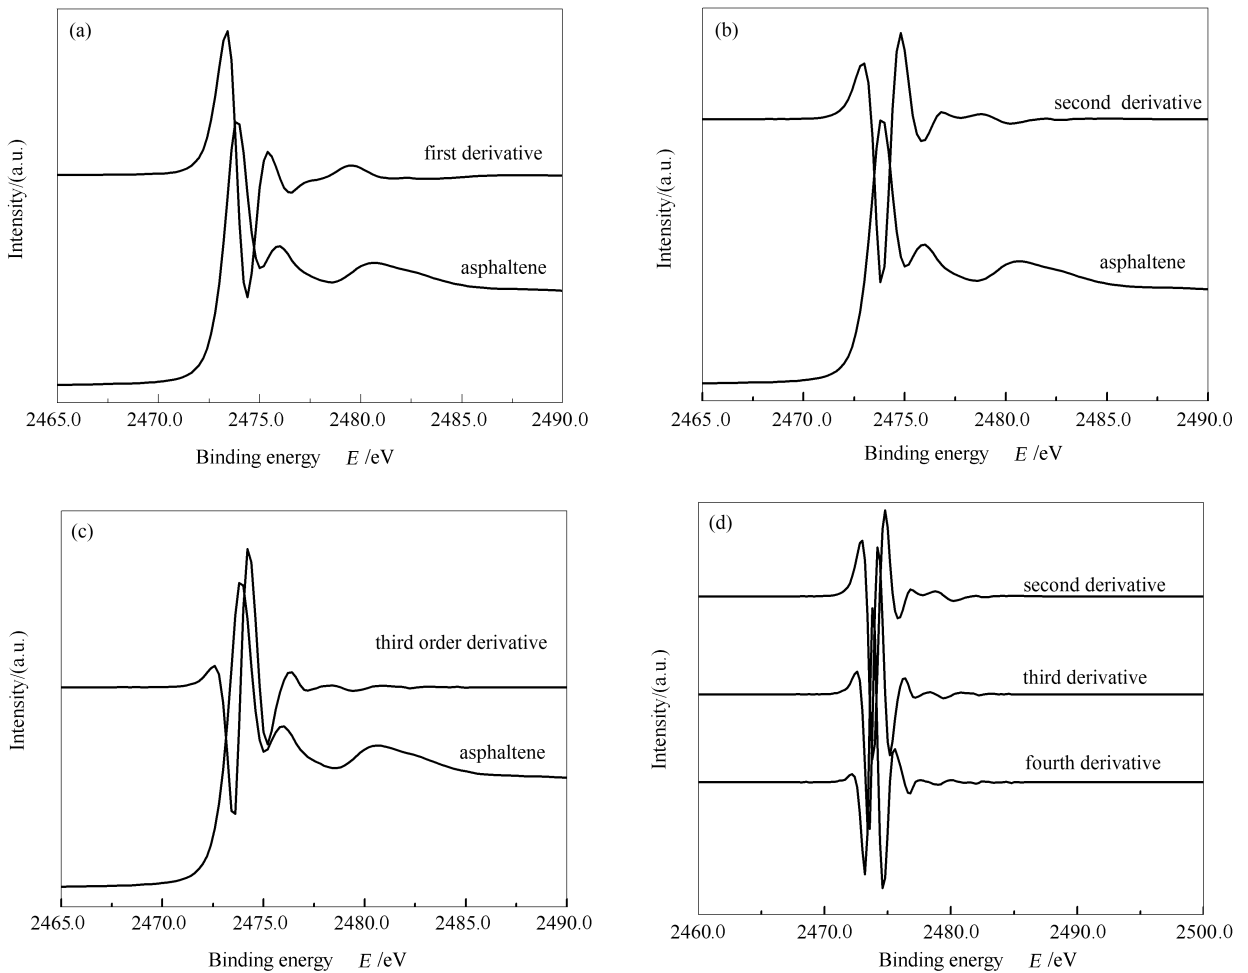 (a)
first derivative
asphaltene
Intensity/(a.u.)
2465.0 2470.0 2475.0 2480.0 2485.0 2490.0
Binding energy E /eV
(b)
second derivative
asphaltene
Intensity/(a.u.)
2465.0 2470 .0 2475.0 2480.0 2485.0 2490.0
Binding energy E /eV
(c)
third order derivative
asphaltene
Intensity/(a.u.)
2465.0 2470.0 2475.0 2480.0 2485.0 2490.0
Binding energy E /eV
(d)
second derivative
third derivative
fourth derivative
Intensity/(a.u.)
2460.0 2470.0 2480.0 2490.0 2500.0
Binding energy E /eV